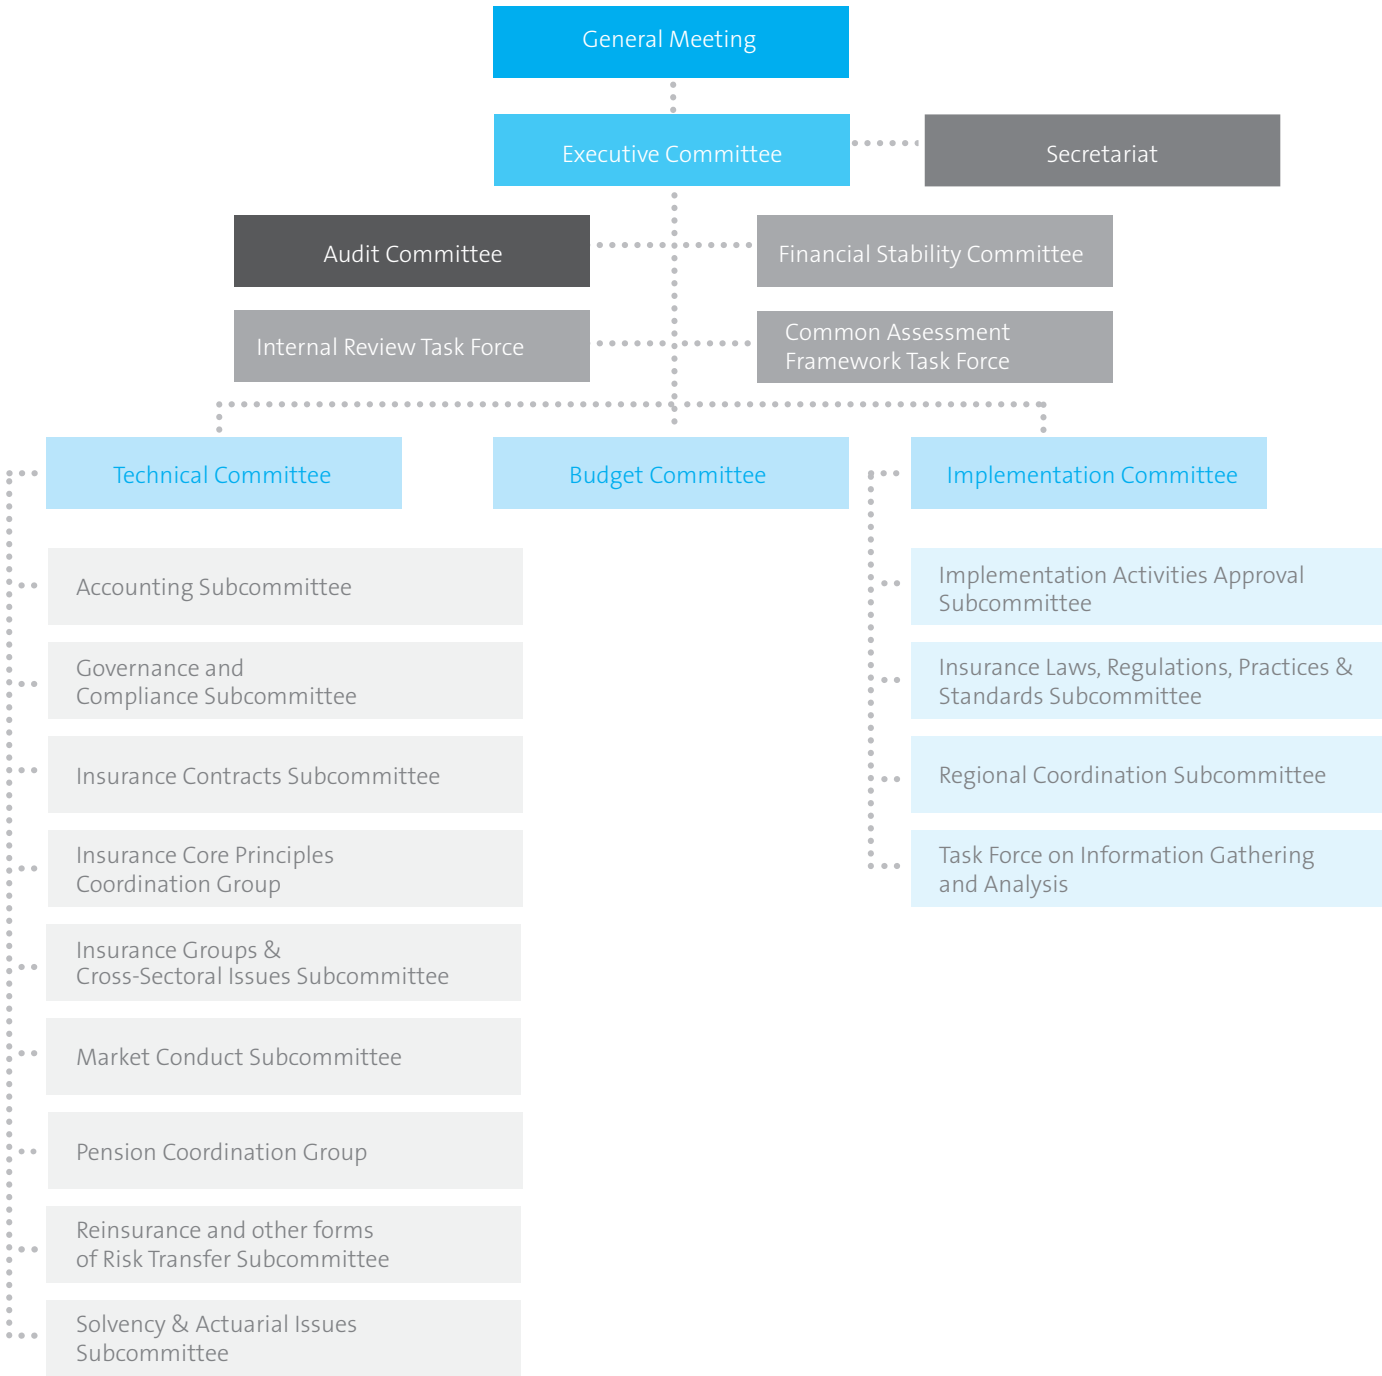 General Meeting
Executive Committee
Secretariat
Audit Committee
Financial Stability Committee
Internal Review Task Force
Common Assessment
Framework Task Force
Technical Committee
Budget Committee
Implementation Committee
Accounting Subcommittee
Governance and
Compliance Subcommittee
Insurance Contracts Subcommittee
Insurance Core Principles
Coordination Group
Insurance Groups &
Cross-Sectoral Issues Subcommittee
Market Conduct Subcommittee
Pension Coordination Group
Reinsurance and other forms
of Risk Transfer Subcommittee
Solvency & Actuarial Issues
Subcommittee
Implementation Activities Approval
Subcommittee
Insurance Laws, Regulations, Practices &
Standards Subcommittee
Regional Coordination Subcommittee
Task Force on Information Gathering
and Analysis